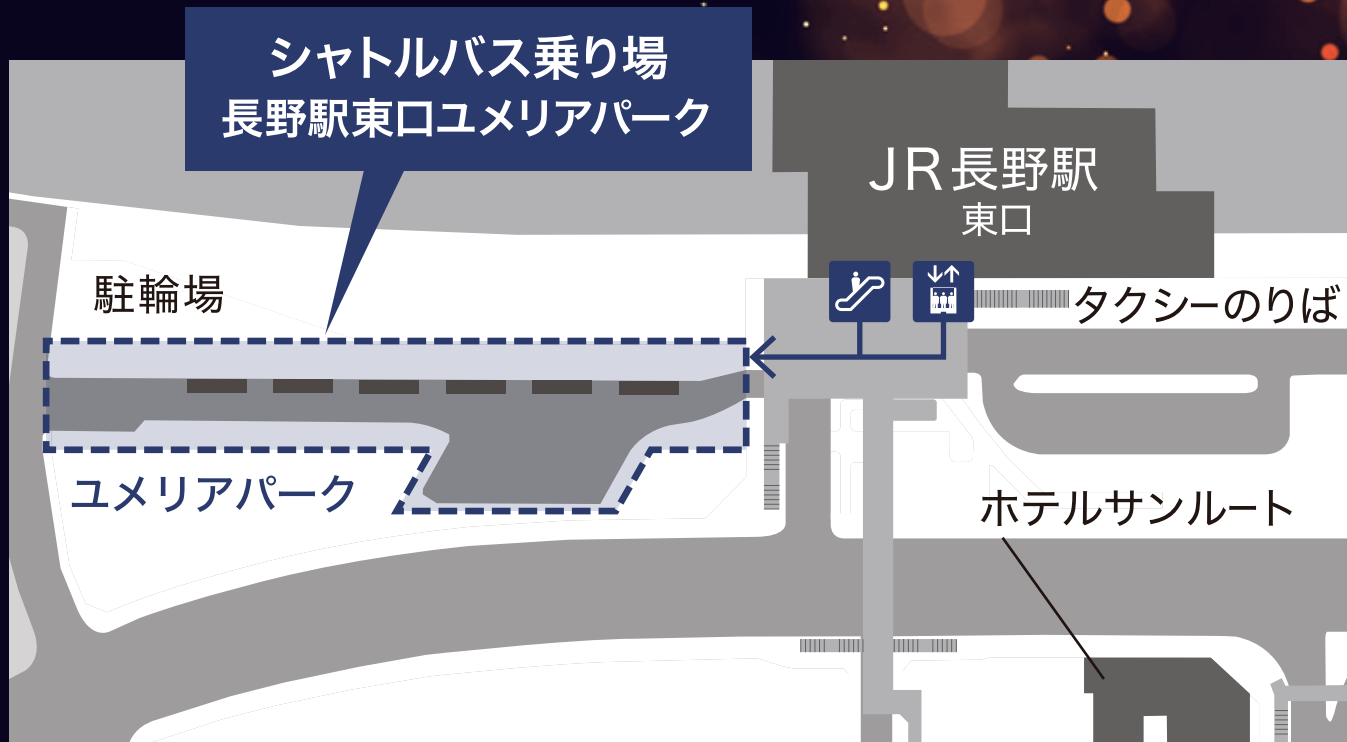 シャトルバス乗り場
長野駅東口ユメリアパーク
JR長野駅
東口
駐輪場
タクシーのりば
ユメリアパーク
ホテルサンルート